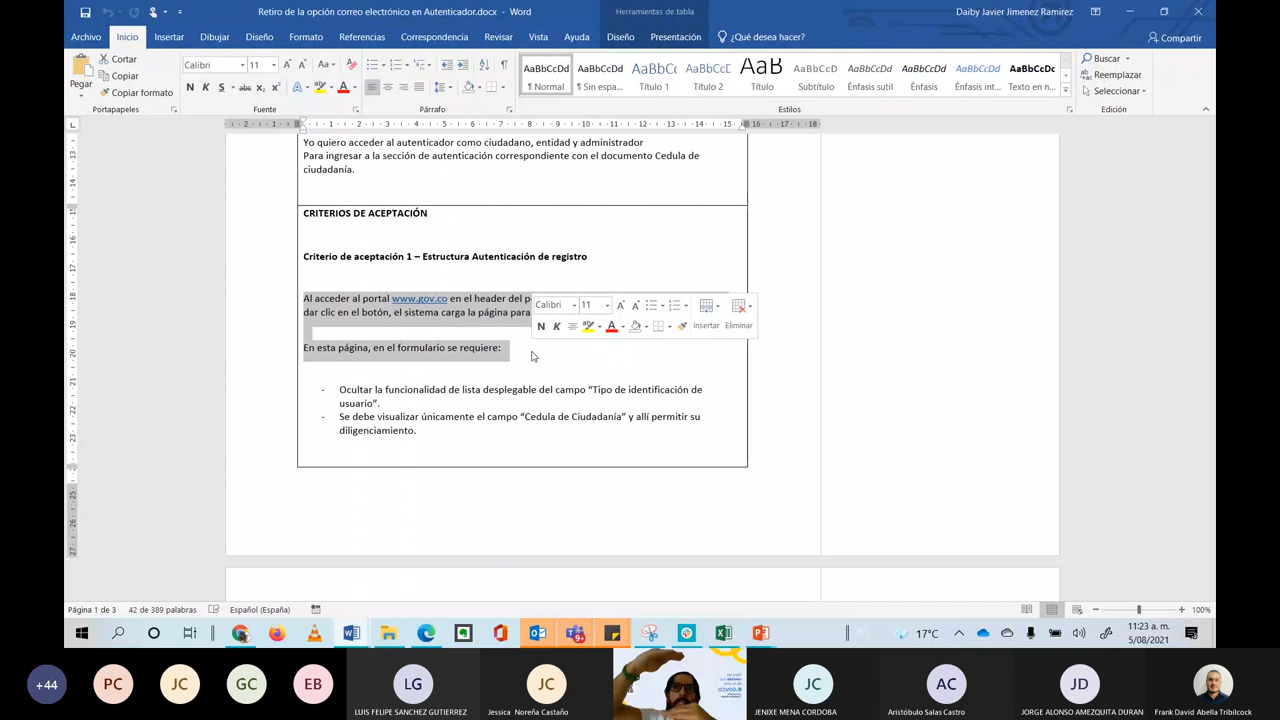 Retiro de la opción correo electrónico en Autenticador.docx - Word
Herramientas de tabla
Daiby Javier Jimenez Ramirez
Archivo Inicio Insertar Dibujar Diseño Formato Referencias Correspondencia Revisar Vista Ayuda Diseño Presentación ¿Qué desea hacer? Compartir
Pegar
Cortar
Copiar
Copiar formato
Portapapeles
Calibri 11
Fuente
Párrafo
AaBbCcDd AaBbCcDd AaBbCc AaBbCcC AaB AaBbCcD AaBbCcDd AaBbCcDd AaBbCcDd AaBbCcDc
¶ Normal ¶ Sin espa... Título 1 Título 2 Título Subtítulo Énfasis sutil Énfasis Énfasis int... Texto en n...
Estilos
Buscar
Reemplazar
Seleccionar
Edición
Yo quiero acceder al autenticador como ciudadano, entidad y administrador
Para ingresar a la sección de autenticación correspondiente con el documento Cedula de
ciudadanía.
CRITERIOS DE ACEPTACIÓN
Criterio de aceptación 1 – Estructura Autenticación de registro
Al acceder al portal www.gov.co en el header del
dar clic en el botón, el sistema carga la página para
Calibri 11
N K
Insertar Eliminar
En esta página, en el formulario se requiere:
- Ocultar la funcionalidad de lista desplegable del campo “Tipo de identificación de
usuario”.
- Se debe visualizar únicamente el campo “Cedula de Ciudadanía” y allí permitir su
diligenciamiento.
Página 1 de 3 42 de 389 palabras Español (España) 100%
17°C
11:23 a. m.
5/08/2021
+44 PC JC GC EB LG JC JC AC JD
LUIS FELIPE SANCHEZ GUTIERREZ Jessica Noreña Castaño JENIXE MENA CORDOBA Aristóbulo Salas Castro JORGE ALONSO AMEZQUITA DURAN Frank David Abella Tribilcock